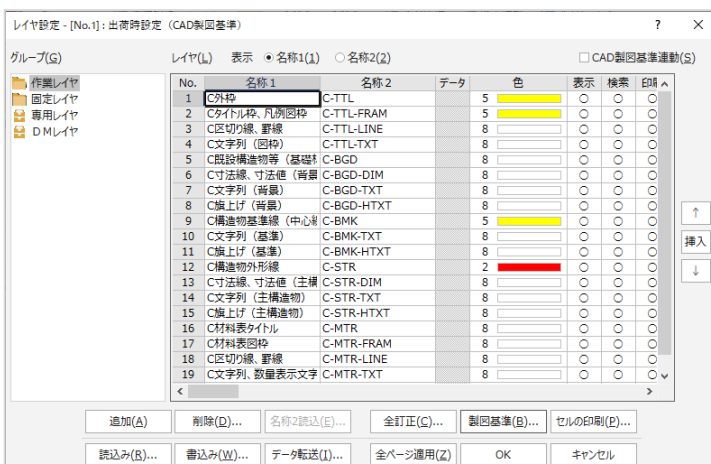 レイヤ設定 - [No.1] : 出荷時設定（CAD製図基準）
? ×
グループ(G) レイヤ(L) 表示 名称1(1) 名称2(2) CAD製図基準連動(S)
作業レイヤ
固定レイヤ
専用レイヤ
ＤＭレイヤ
No. 名称１ 名称２ データ 色 表示 検索
1 C外枠 C-TTL 5 ○ ○ ○
2 Cタイトル枠、凡例図枠 C-TTL-FRAM 5 ○ ○ ○
3 C区切り線、罫線 C-TTL-LINE 8 ○ ○ ○
4 C文字列（図枠） C-TTL-TXT 8 ○ ○ ○
5 C既設構造物等（基礎 C-BGD 8 ○ ○ ○
6 C寸法線、寸法値（背景 C-BGD-DIM 8 ○ ○ ○
7 C文字列（背景） C-BGD-TXT 8 ○ ○ ○
8 C旗上げ（背景） C-BGD-HTXT 8 ○ ○ ○
9 C構造物基準線（中心 C-BMK 5 ○ ○ ○
10 C文字列（基準） C-BMK-TXT 8 ○ ○ ○
11 C旗上げ（基準） C-BMK-HTXT 8 ○ ○ ○
12 C構造物外形線 C-STR 2 ○ ○ ○
13 C寸法線、寸法値（主構 C-STR-DIM 8 ○ ○ ○
14 C文字列（主構造物） C-STR-TXT 8 ○ ○ ○
15 C旗上げ（主構造物） C-STR-HTXT 8 ○ ○ ○
16 C材料表タイトル C-MTR 8 ○ ○ ○
17 C材料表図枠 C-MTR-FRAM 8 ○ ○ ○
18 C区切り線、罫線 C-MTR-LINE 8 ○ ○ ○
19 C文字列、数量表示文字 C-MTR-TXT 8 ○ ○ ○
↑
挿入
↓
追加(A) 削除(D)... 名称2読込(E)... 全訂正(C)... 製図基準(B)... セルの印刷(P)...
読込み(R)... 書込み(W)... データ転送(I)... 全ページ適用(Z) OK キャンセル